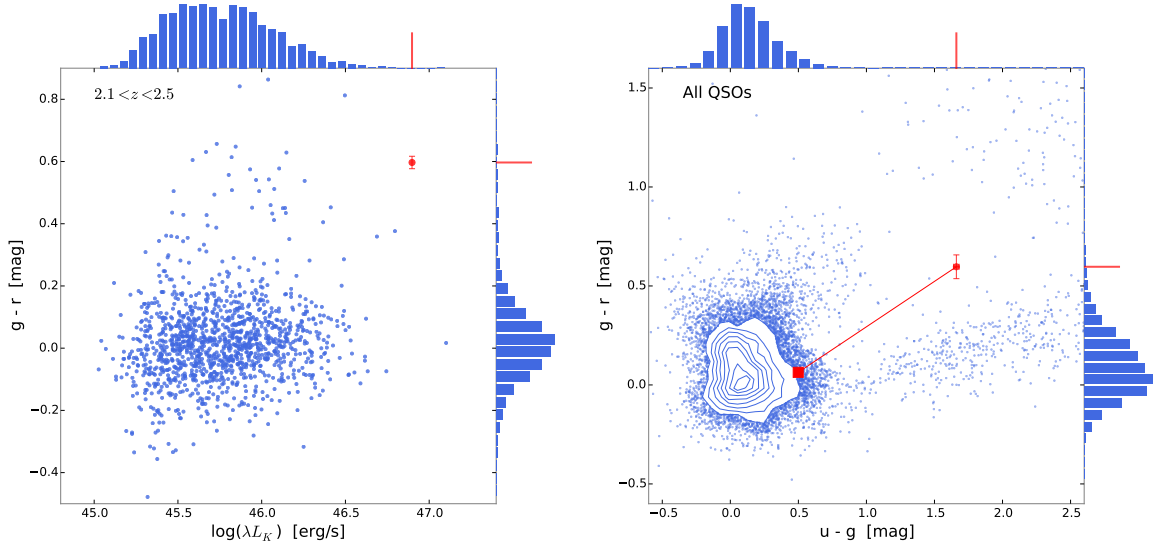 2.1 < z < 2.5
g - r [mag]
0.8
0.6
0.4
0.2
0.0
−0.2
−0.4
45.0 45.5 46.0 46.5 47.0
log(λL_K) [erg/s]
All QSOs
g - r [mag]
1.5
1.0
0.5
0.0
−0.5
−0.5 0.0 0.5 1.0 1.5 2.0 2.5
u - g [mag]